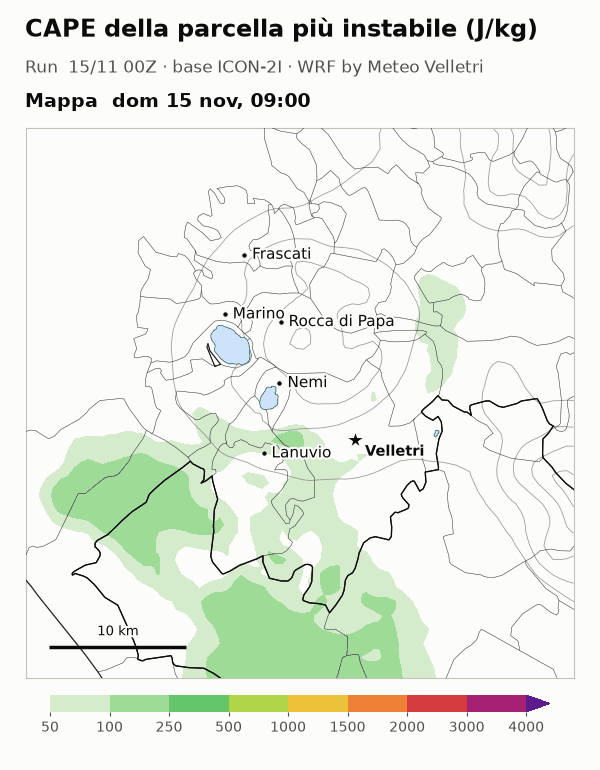 CAPE della parcella più instabile (J/kg)
Run  15/11 00Z · base ICON-2I · WRF by Meteo Velletri
Mappa  dom 15 nov, 09:00
Frascati
Marino
Rocca di Papa
Nemi
Velletri
Lanuvio
10 km
50 100 250 500 1000 1500 2000 3000 4000